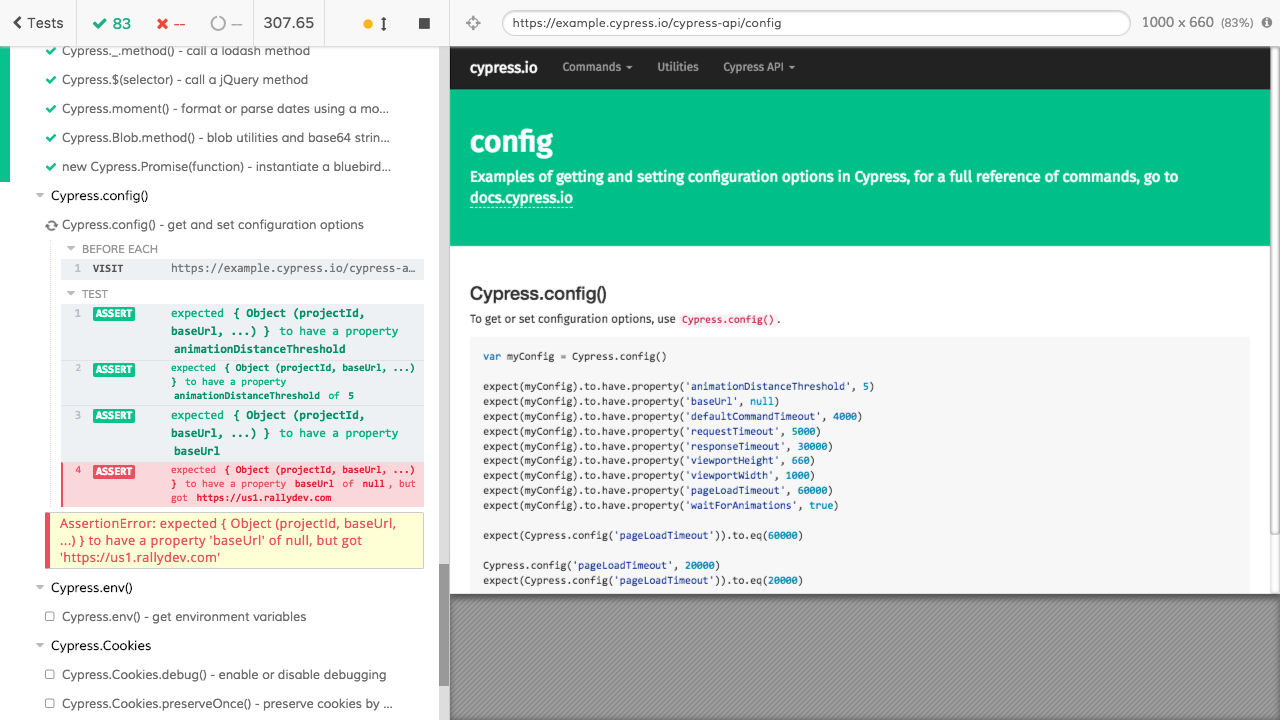 Tests
83
--
--
307.65
https://example.cypress.io/cypress-api/config
1000 x 660 (83%)
Cypress._.method() - call a lodash method
Cypress.$(selector) - call a jQuery method
Cypress.moment() - format or parse dates using a mo...
Cypress.Blob.method() - blob utilities and base64 strin...
new Cypress.Promise(function) - instantiate a bluebird...
Cypress.config()
Cypress.config() - get and set configuration options
BEFORE EACH
1 VISIT https://example.cypress.io/cypress-a...
TEST
1 ASSERT expected { Object (projectId,
baseUrl, ...) } to have a property
animationDistanceThreshold
2 ASSERT expected { Object (projectId, baseUrl, ...)
} to have a property
animationDistanceThreshold of 5
3 ASSERT expected { Object (projectId,
baseUrl, ...) } to have a property
baseUrl
4 ASSERT expected { Object (projectId, baseUrl, ...)
} to have a property baseUrl of null, but
got https://us1.rallydev.com
AssertionError: expected { Object (projectId, baseUrl,
...) } to have a property 'baseUrl' of null, but got
'https://us1.rallydev.com'
Cypress.env()
Cypress.env() - get environment variables
Cypress.Cookies
Cypress.Cookies.debug() - enable or disable debugging
Cypress.Cookies.preserveOnce() - preserve cookies by ...
cypress.io Commands Utilities Cypress API
config
Examples of getting and setting configuration options in Cypress, for a full reference of commands, go to
docs.cypress.io
Cypress.config()
To get or set configuration options, use Cypress.config().
var myConfig = Cypress.config()
expect(myConfig).to.have.property('animationDistanceThreshold', 5)
expect(myConfig).to.have.property('baseUrl', null)
expect(myConfig).to.have.property('defaultCommandTimeout', 4000)
expect(myConfig).to.have.property('requestTimeout', 5000)
expect(myConfig).to.have.property('responseTimeout', 30000)
expect(myConfig).to.have.property('viewportHeight', 660)
expect(myConfig).to.have.property('viewportWidth', 1000)
expect(myConfig).to.have.property('pageLoadTimeout', 60000)
expect(myConfig).to.have.property('waitForAnimations', true)
expect(Cypress.config('pageLoadTimeout')).to.eq(60000)
Cypress.config('pageLoadTimeout', 20000)
expect(Cypress.config('pageLoadTimeout')).to.eq(20000)